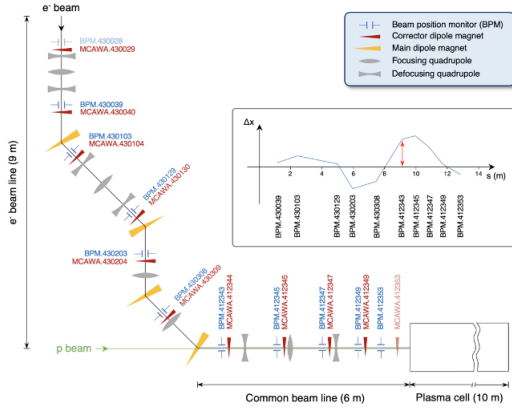 e⁻ beam
BPM.430028
MCAWA.430029
Beam position monitor (BPM)
Corrector dipole magnet
Main dipole magnet
Focusing quadrupole
Defocusing quadrupole
BPM.430039
MCAWA.430040
BPM.430103
MCAWA.430104
BPM.430129
MCAWA.430130
e⁻ beam line (9 m)
Δx
2
4
6
8
10
12
14
s (m)
BPM.430039
BPM.430103
BPM.430129
BPM.430203
BPM.430308
BPM.412343
BPM.412345
BPM.412347
BPM.412349
BPM.412353
BPM.430203
MCAWA.430204
BPM.430308
MCAWA.430309
BPM.412343
MCAWA.412344
BPM.412345
MCAWA.412345
BPM.412347
MCAWA.412347
BPM.412349
MCAWA.412349
BPM.412353
MCAWA.412353
p beam
Common beam line (6 m)
Plasma cell (10 m)